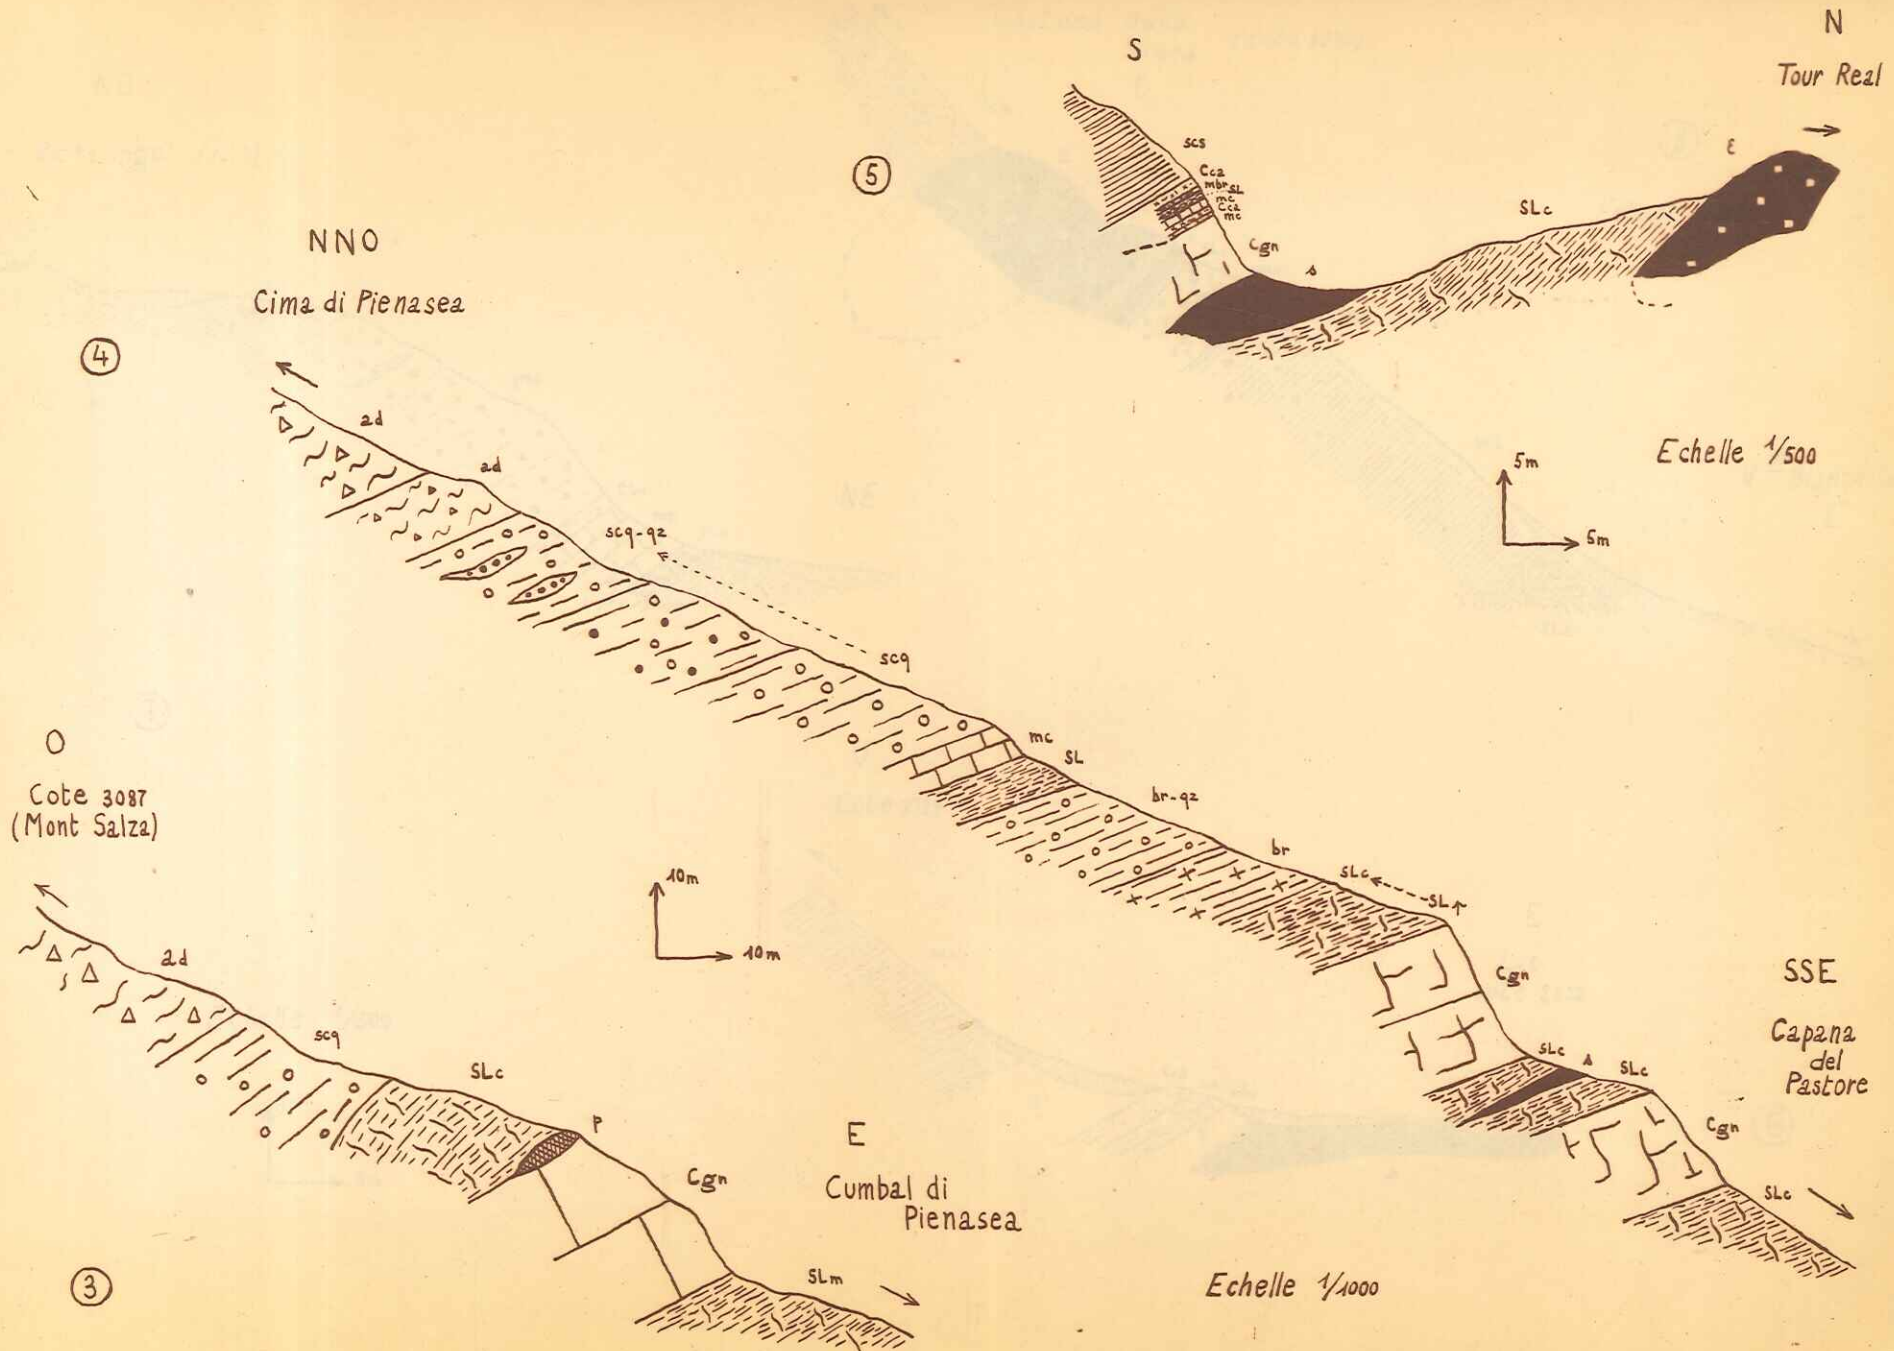 S
N
Tour Real
5
scs
Cca
mbr SL
mc
Cca
mc
Cgn
s
SLc
ε
Echelle 1/500
5m
5m
NNO
Cima di Pienasea
4
ad
ad
scq-qz
scq
mc
SL
br-qz
br
SLc
SL
Cgn
SLc
s
SLc
Cgn
SLc
SSE
Capana
del
Pastore
10m
10m
O
Cote 3087
(Mont Salza)
ad
scq
SLc
P
Cgn
SLm
E
Cumbal di
Pienasea
3
Echelle 1/1000